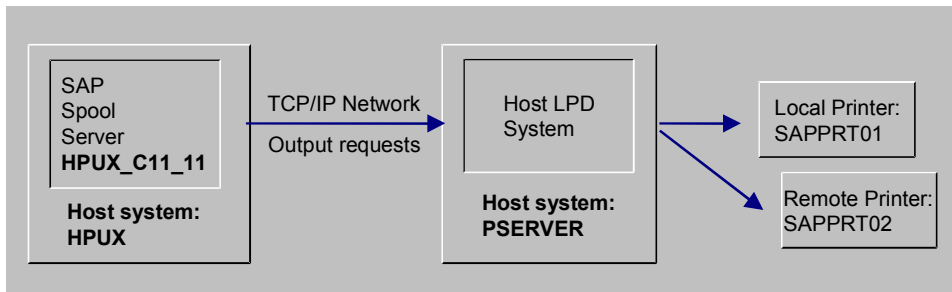 SAP
Spool
Server
HPUX_C11_11
Host system:
HPUX
TCP/IP Network
Output requests
Host LPD
System
Host system:
PSERVER
Local Printer:
SAPPRT01
Remote Printer:
SAPPRT02